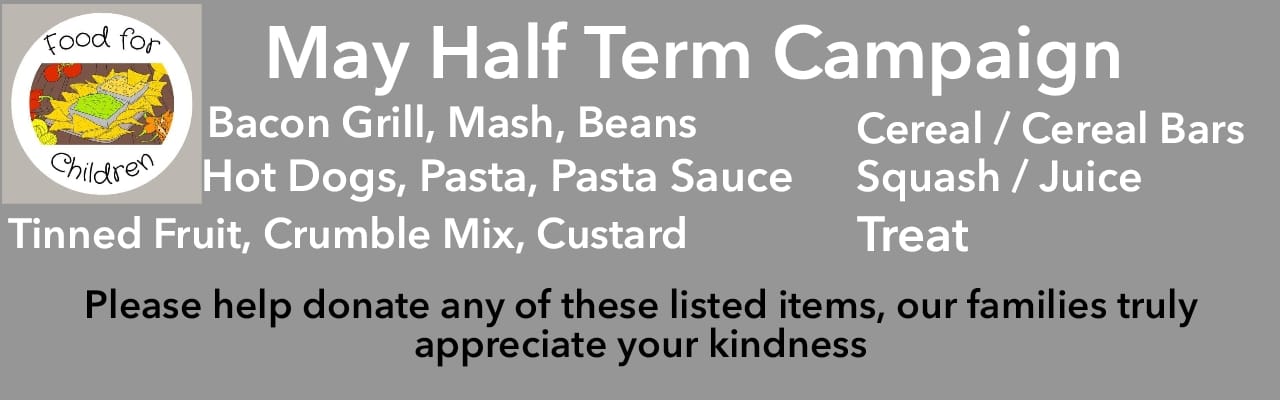 Food for
Children
May Half Term Campaign
Bacon Grill, Mash, Beans
Hot Dogs, Pasta, Pasta Sauce
Tinned Fruit, Crumble Mix, Custard
Cereal / Cereal Bars
Squash / Juice
Treat
Please help donate any of these listed items, our families truly
appreciate your kindness